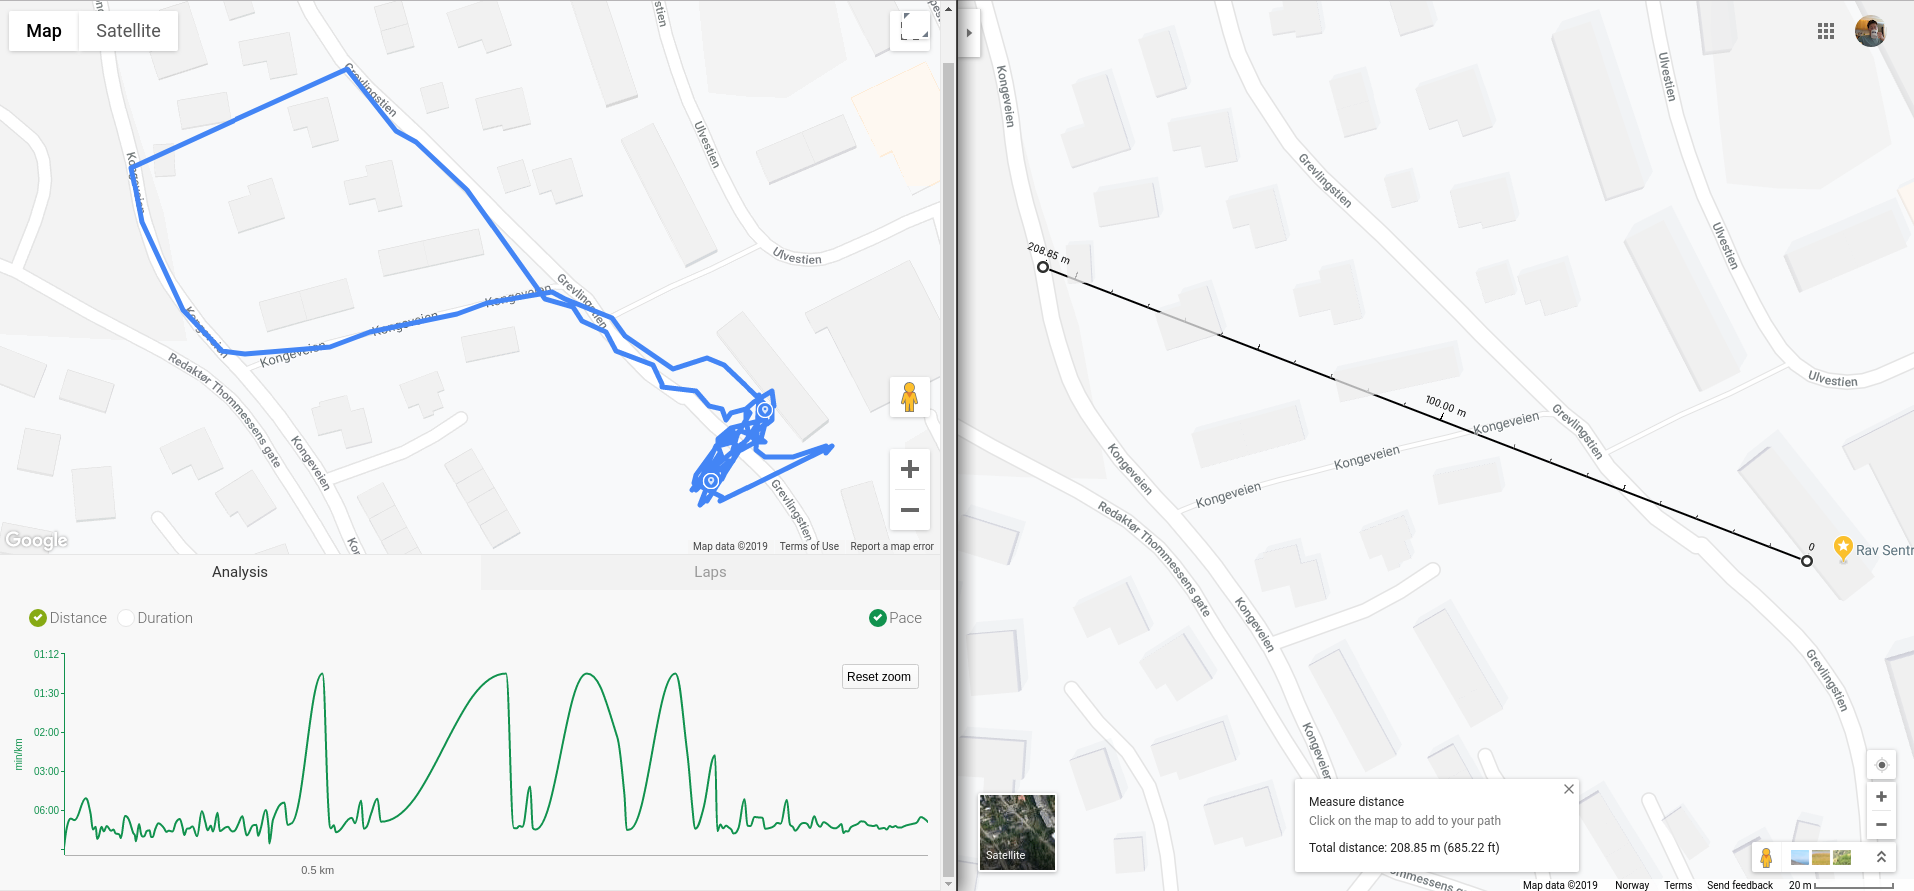 Map
Satellite
Grevlingstien
Ulvestien
Kongeveien
Ulvestien
Grevlingstien
Kongeveien
Kongeveien
Kongeveien
Kongeveien
Redaktør Thommessens gate
Kongeveien
Grevlingstien
Google
Map data ©2019
Terms of Use
Report a map error
Analysis
Laps
Distance
Duration
Pace
01:12
01:30
02:00
03:00
06:00
min/km
Reset zoom
0.5 km
Kongeveien
Ulvestien
Grevlingstien
Ulvestien
208.85 m
Ulvestien
100.00 m
Kongeveien
Grevlingstien
Kongeveien
Kongeveien
Kongeveien
Redaktør Thommessens gate
0
Rav Sentr
Kongeveien
Grevlingstien
Kongeveien
Satellite
Measure distance
Click on the map to add to your path
Total distance: 208.85 m (685.22 ft)
Map data ©2019
Norway
Terms
Send feedback
20 m